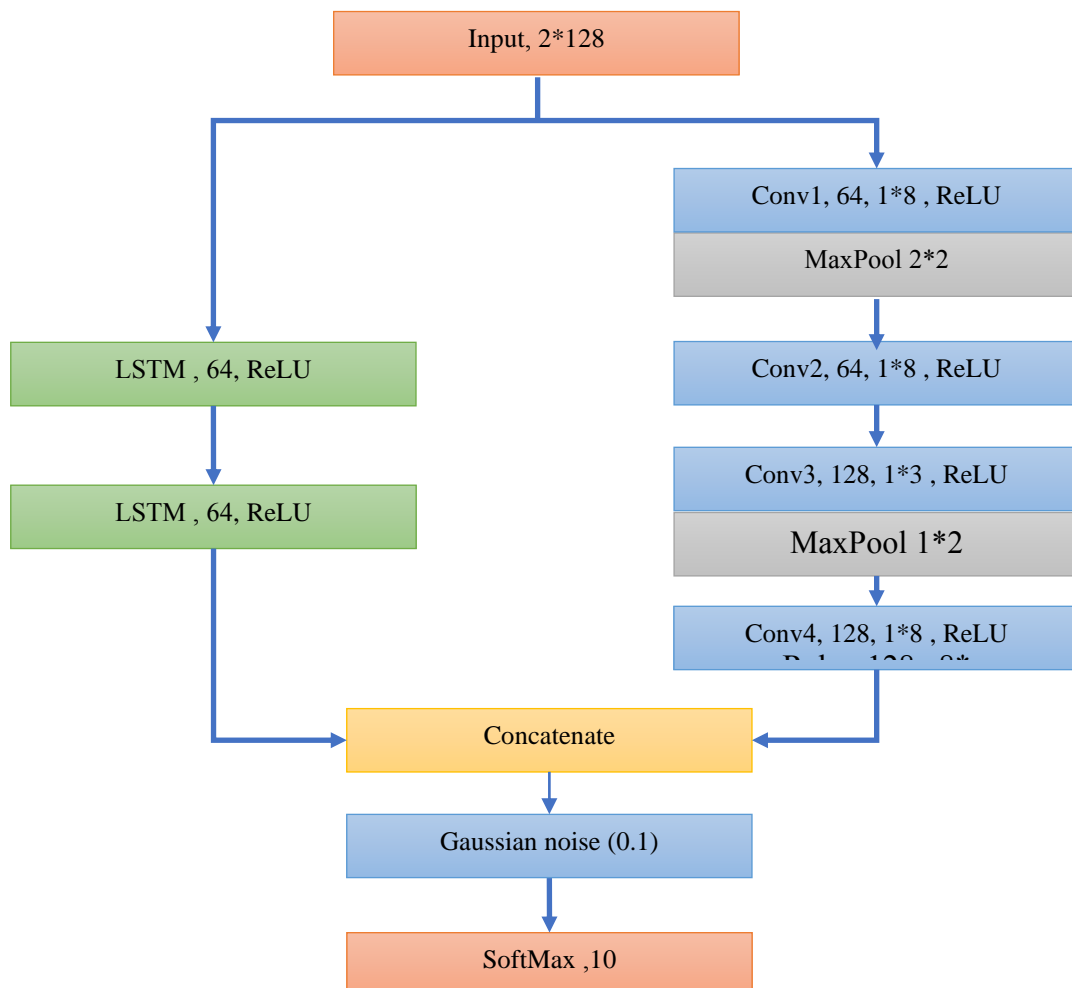 Input, 2*128
Conv1, 64, 1*8 , ReLU
MaxPool 2*2
LSTM , 64, ReLU
Conv2, 64, 1*8 , ReLU
Conv3, 128, 1*3 , ReLU
LSTM , 64, ReLU
MaxPool 1*2
Conv4, 128, 1*8 , ReLU
Concatenate
Gaussian noise (0.1)
SoftMax ,10